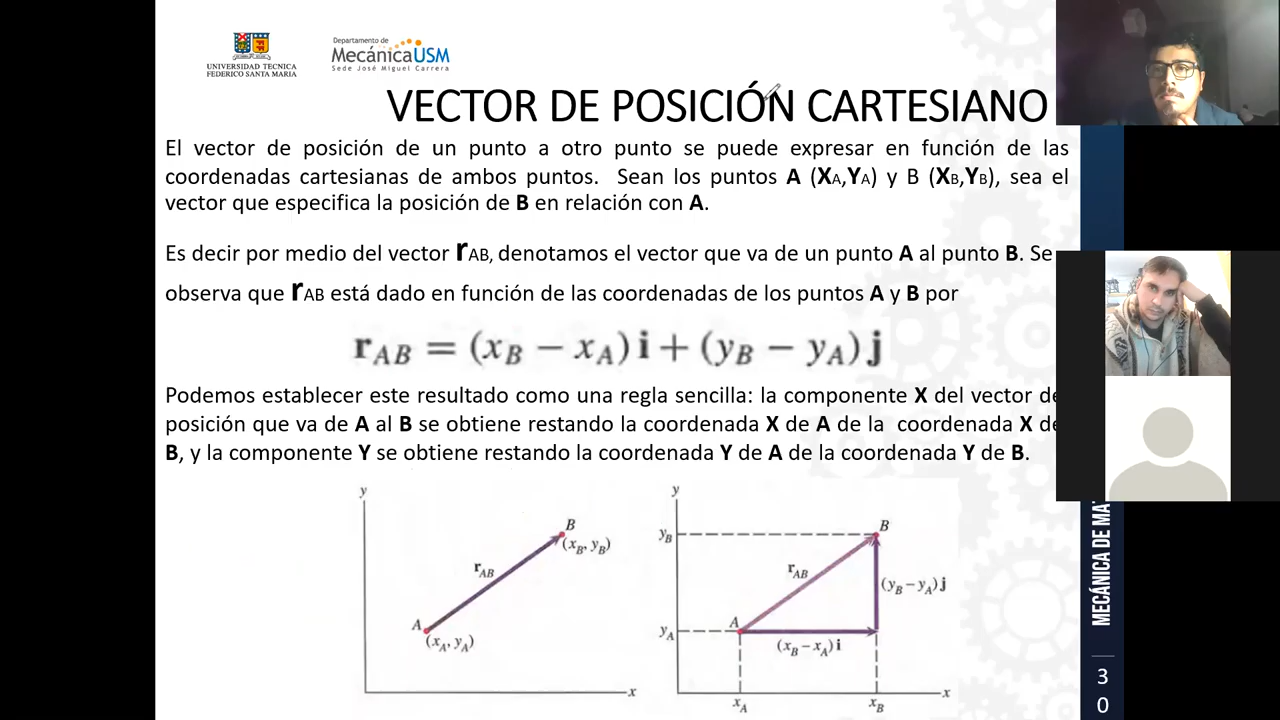 UNIVERSIDAD TECNICA
FEDERICO SANTA MARIA
Departamento de
MecánicaUSM
Sede José Miguel Carrera
VECTOR DE POSICIÓN CARTESIANO
El vector de posición de un punto a otro punto se puede expresar en función de las
coordenadas cartesianas de ambos puntos. Sean los puntos A (XA,YA) y B (XB,YB), sea el
vector que especifica la posición de B en relación con A.
Es decir por medio del vector rAB, denotamos el vector que va de un punto A al punto B. Se
observa que rAB está dado en función de las coordenadas de los puntos A y B por
rAB = (xB − xA) i + (yB − yA) j
Podemos establecer este resultado como una regla sencilla: la componente X del vector de
posición que va de A al B se obtiene restando la coordenada X de A de la coordenada X de
B, y la componente Y se obtiene restando la coordenada Y de A de la coordenada Y de B.
y
B
(xB, yB)
rAB
A
(xA, yA)
x
y
yB
B
rAB
(yB − yA) j
yA
A
(xB − xA) i
x
xA
xB
MECÁNICA DE MA
3
0